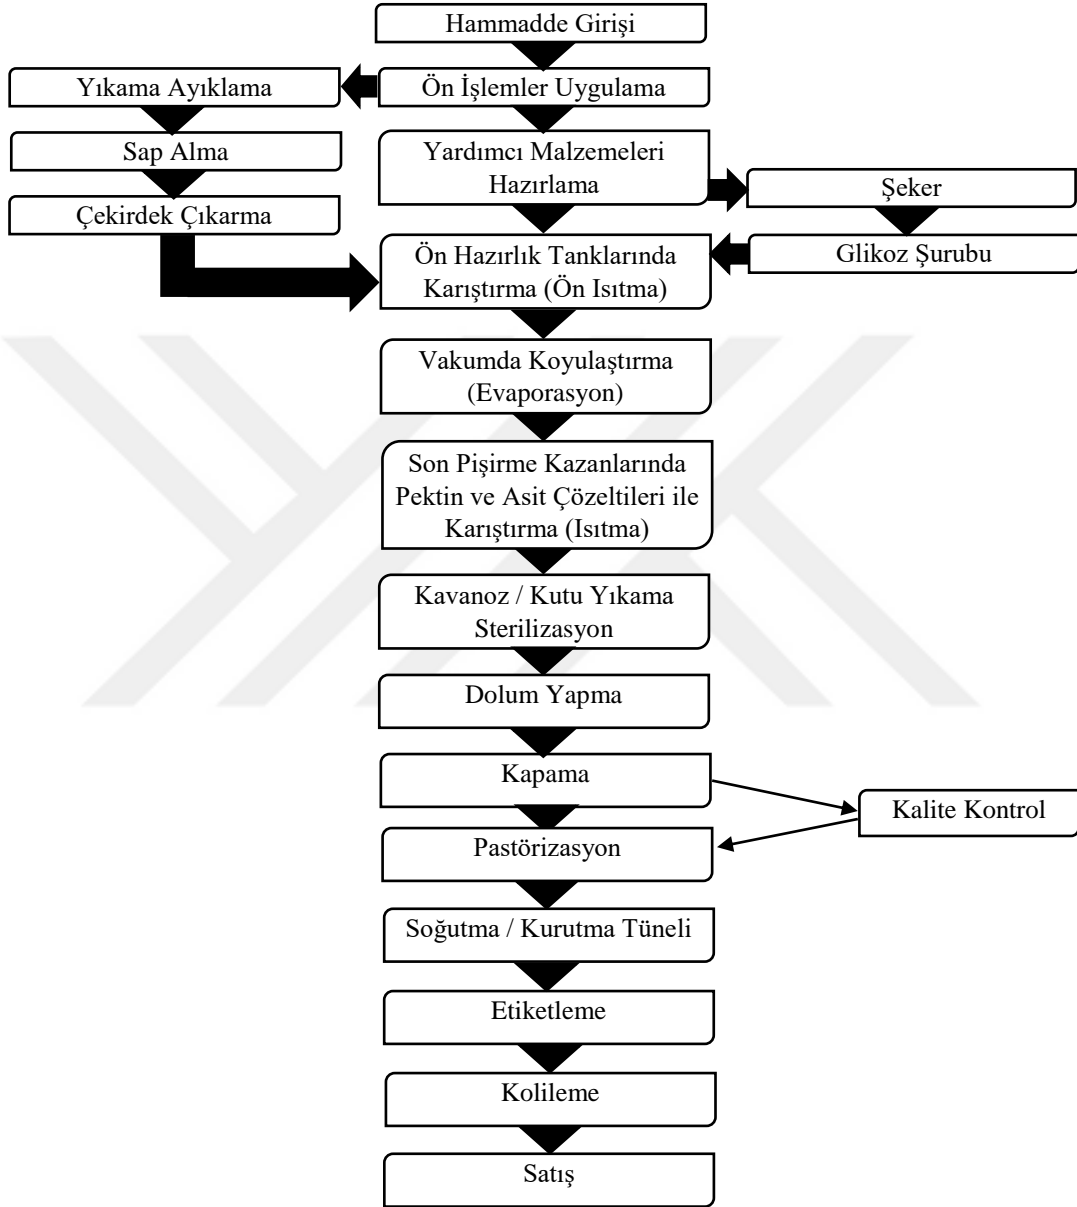 Hammadde Girişi
Yıkama Ayıklama
Ön İşlemler Uygulama
Sap Alma
Yardımcı Malzemeleri
Hazırlama
Şeker
Çekirdek Çıkarma
Ön Hazırlık Tanklarında
Karıştırma (Ön Isıtma)
Glikoz Şurubu
Vakumda Koyulaştırma
(Evaporasyon)
Son Pişirme Kazanlarında
Pektin ve Asit Çözeltileri ile
Karıştırma (Isıtma)
Kavanoz / Kutu Yıkama
Sterilizasyon
Dolum Yapma
Kapama
Kalite Kontrol
Pastörizasyon
Soğutma / Kurutma Tüneli
Etiketleme
Kolileme
Satış